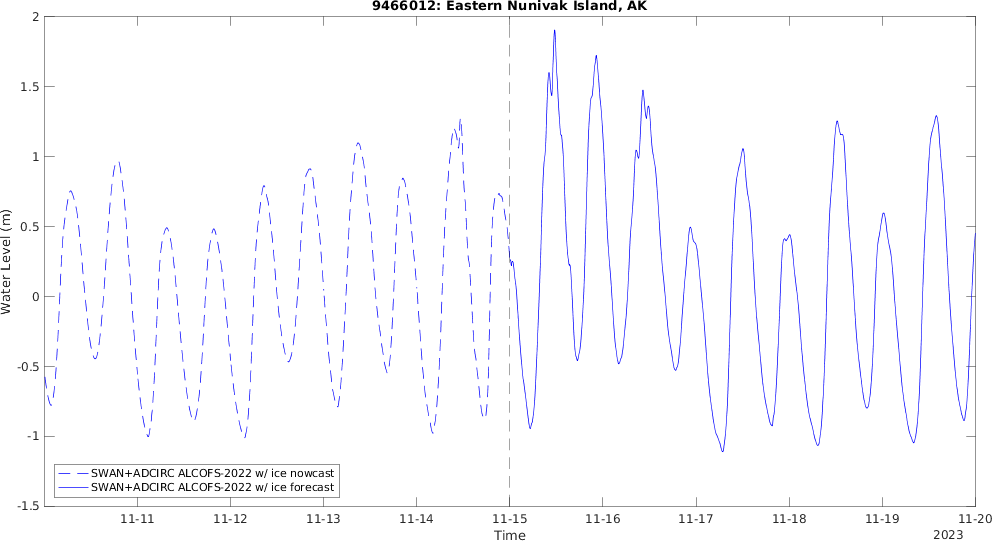 9466012: Eastern Nunivak Island, AK
Water Level (m)
2
1.5
1
0.5
0
-0.5
-1
-1.5
SWAN+ADCIRC ALCOFS-2022 w/ ice nowcast
SWAN+ADCIRC ALCOFS-2022 w/ ice forecast
11-11 11-12 11-13 11-14 11-15 11-16 11-17 11-18 11-19 11-20
Time
2023